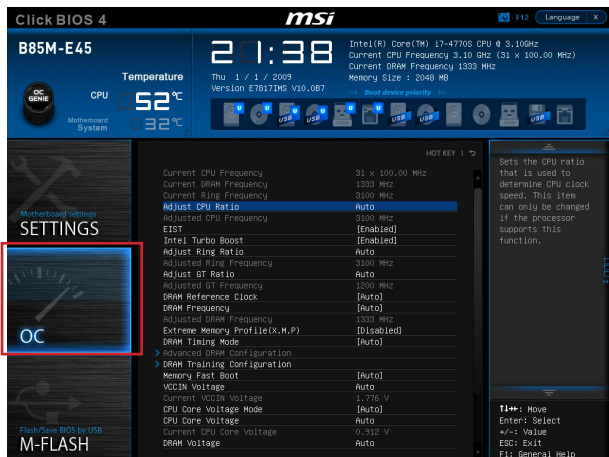 Click BIOS 4
msi
F12
Language
X
B85M-E45
21:38
Intel(R) Core(TM) i7-4770S CPU @ 3.10GHz
Current CPU Frequency 3.10 GHz (31 x 100.00 MHz)
Current DRAM Frequency 1333 MHz
Memory Size : 2048 MB
Temperature
Thu 1 / 1 / 2009
Version E7817IMS V10.0B7
Boot device priority
OC
GENIE
CPU
52°C
Motherboard
System
32°C
U
U
USB
U
USB
U
U
U
USB
USB
USB
HOT KEY
Motherboard settings
SETTINGS
OC
Flash/Save BIOS by USB
M-FLASH
Current CPU Frequency 31 x 100.00 MHz
Current DRAM Frequency 1333 MHz
Current Ring Frequency 3100 MHz
Adjust CPU Ratio Auto
Adjusted CPU Frequency 3100 MHz
EIST [Enabled]
Intel Turbo Boost [Enabled]
Adjust Ring Ratio Auto
Adjusted Ring Frequency 3100 MHz
Adjust GT Ratio Auto
Adjusted GT Frequency 1200 MHz
DRAM Reference Clock [Auto]
DRAM Frequency [Auto]
Adjusted DRAM Frequency 1333 MHz
Extreme Memory Profile(X.M.P) [Disabled]
DRAM Timing Mode [Auto]
> Advanced DRAM Configuration
> DRAM Training Configuration
Memory Fast Boot [Auto]
VCCIN Voltage Auto
Current VCCIN Voltage 1.776 V
CPU Core Voltage Mode [Auto]
CPU Core Voltage Auto
Current CPU Core Voltage 0.912 V
DRAM Voltage Auto
Sets the CPU ratio
that is used to
determine CPU clock
speed. This item
can only be changed
if the processor
supports this
function.
↑↓←→: Move
Enter: Select
+/-: Value
ESC: Exit
F1: General Help